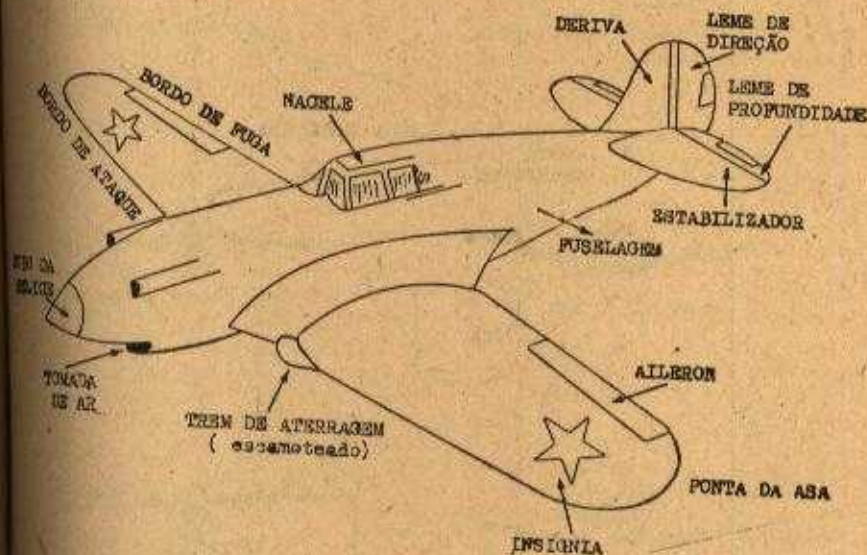 DERIVA
LEME DE
DIREÇÃO
LEME DE
PROFUNDIDADE
BORDO DE FUGA
NACELE
BORDO DE ATAQUE
ESTABILIZADOR
FUSELAGEM
DA
TOMADA
DE AR
TREM DE ATERRAGEM
( escamoteado)
AILERON
PONTA DA ASA
INSIGNIA